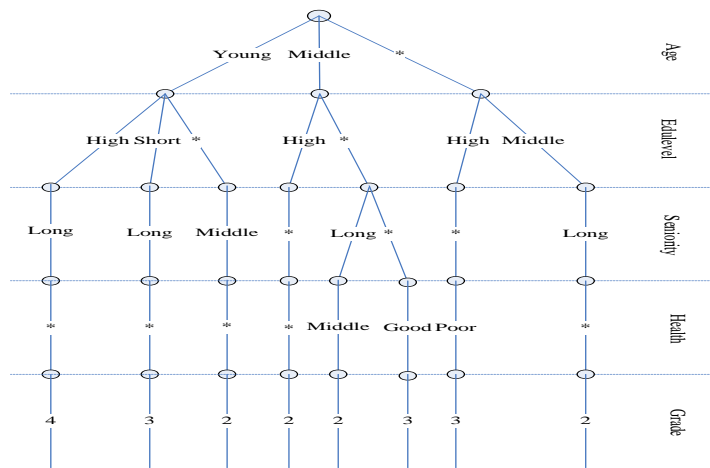 Young Middle * Age
High Short * High * High Middle Edulevel
Long Long Middle * Long * * Long Seniority
* * * * Middle Good Poor * Health
4 3 2 2 2 3 3 2 Grade